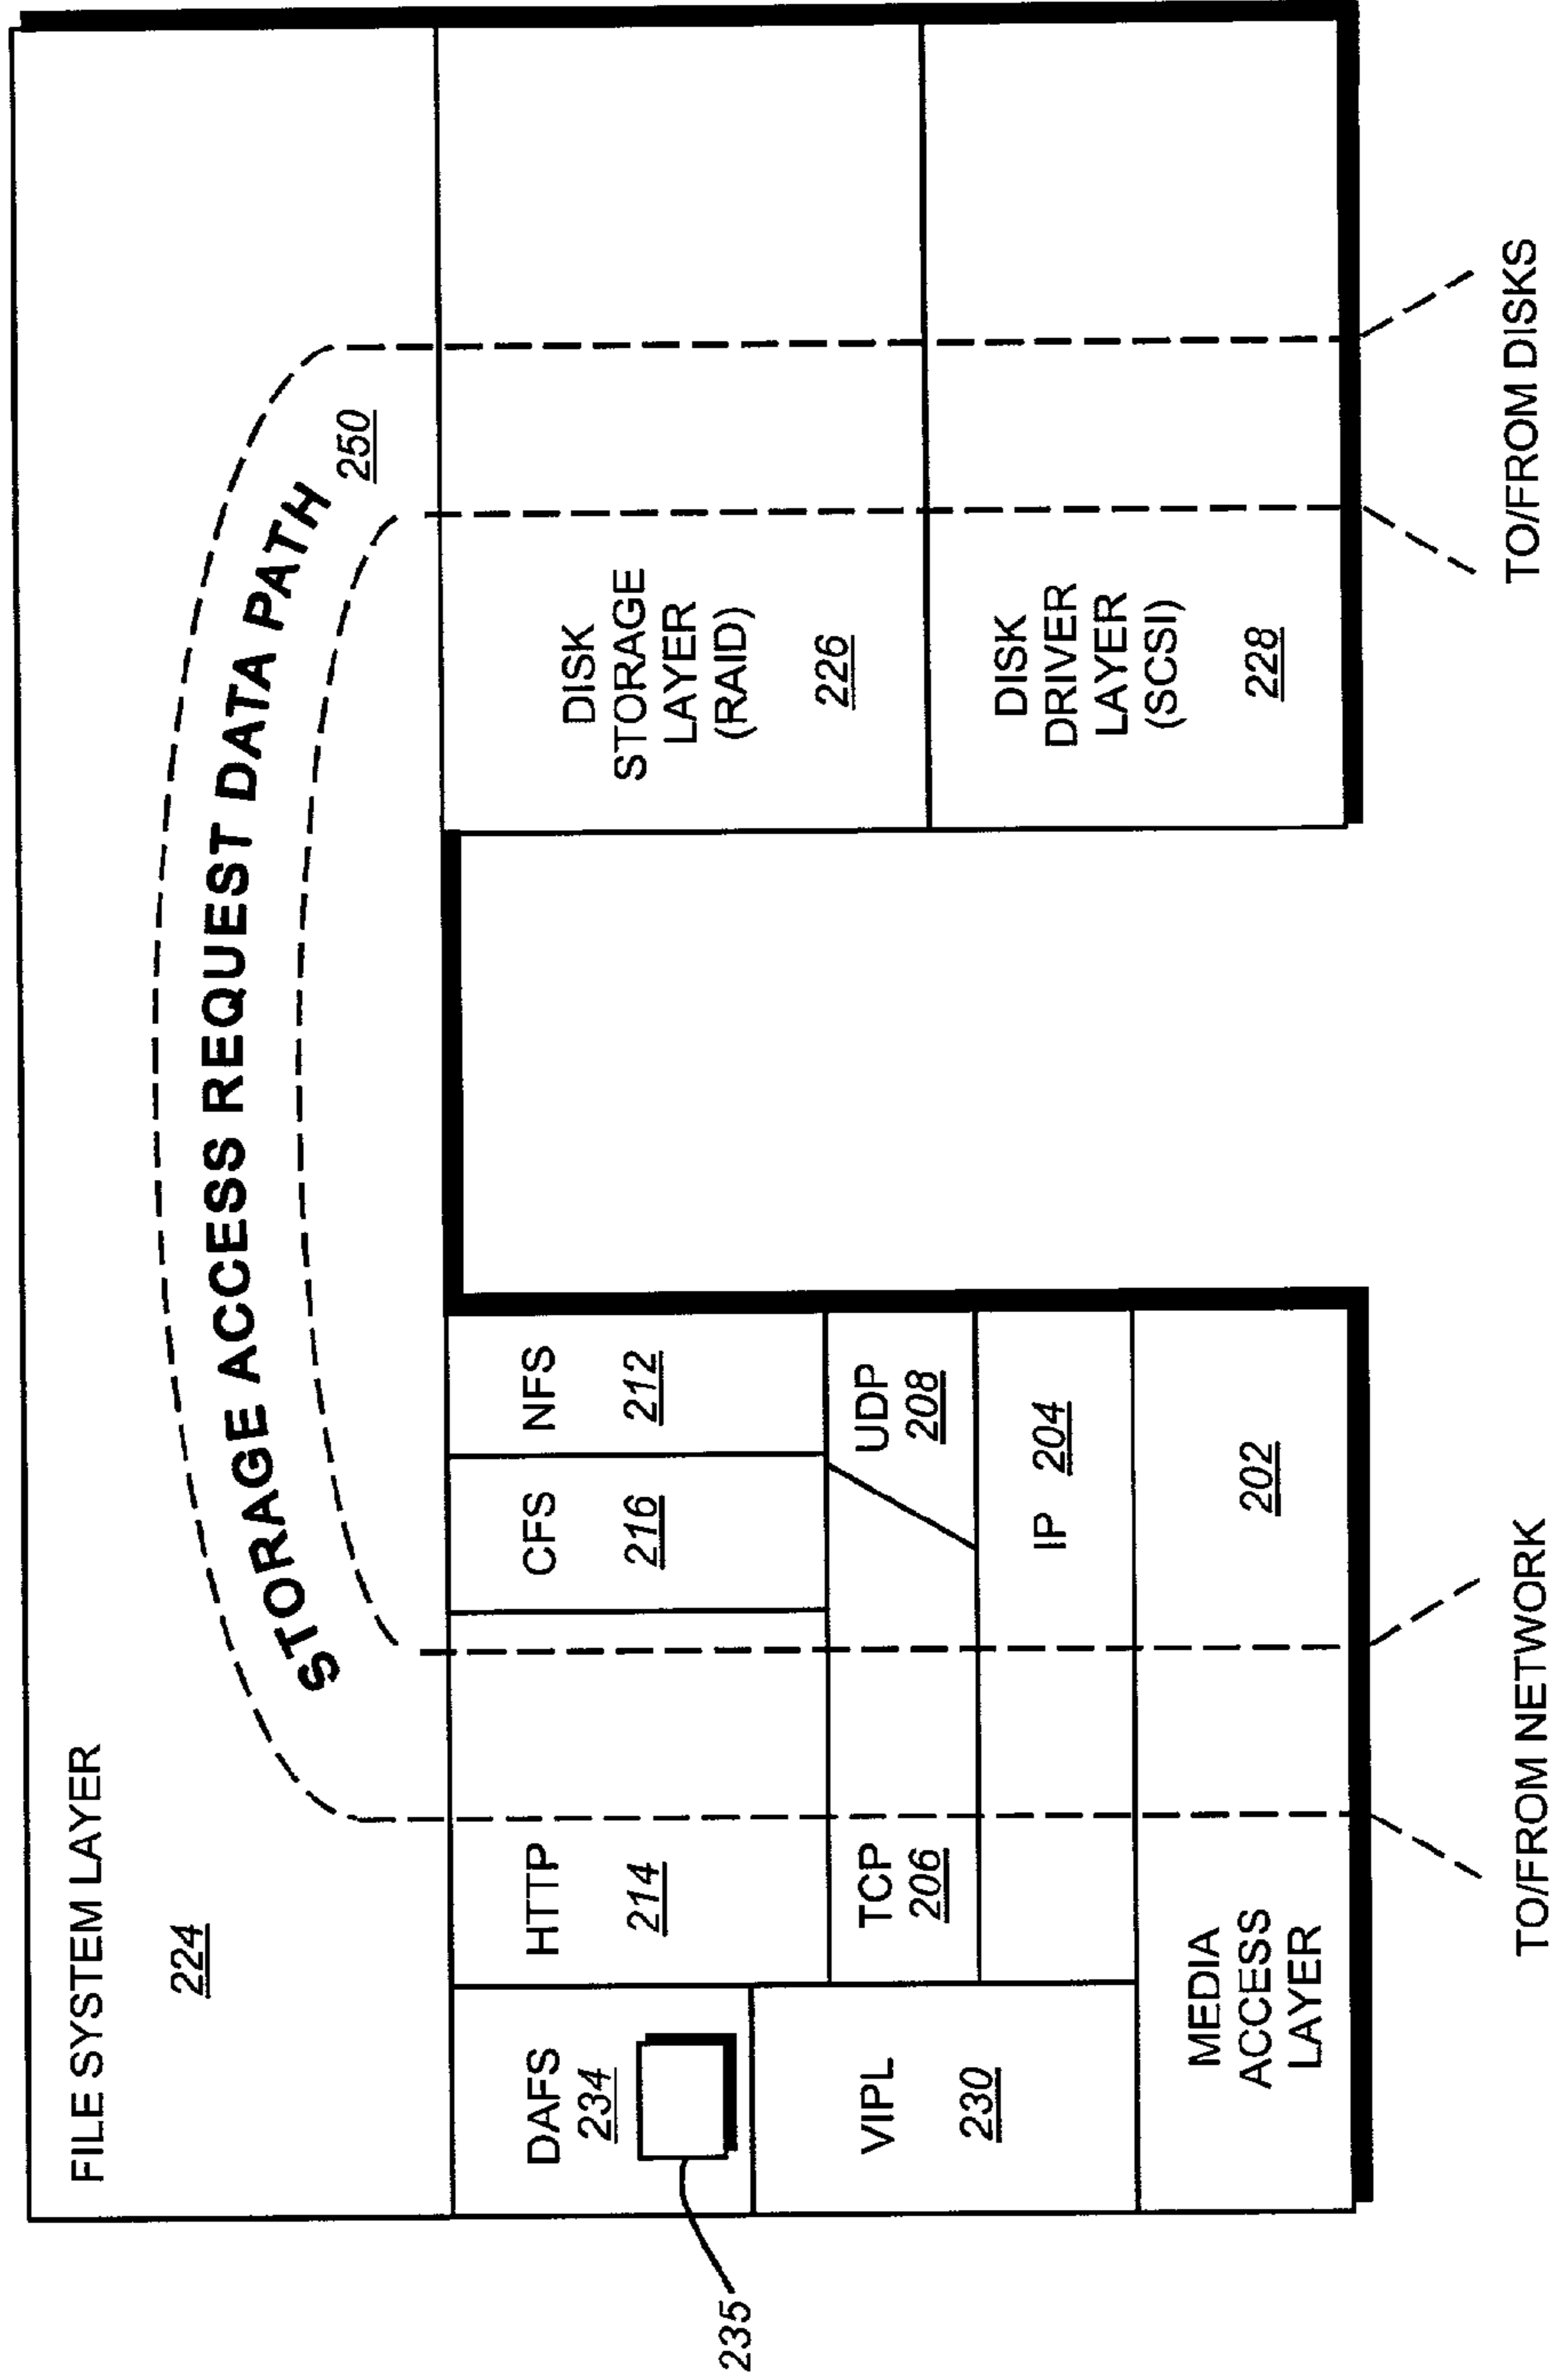 FILE SYSTEM LAYER
224
STORAGE ACCESS REQUEST DATA PATH
250
DAFS
234
235
HTTP
214
CFS
216
NFS
212
VIPL
230
TCP
206
UDP
208
IP 204
MEDIA
ACCESS
LAYER
202
DISK
STORAGE
LAYER
(RAID)
226
DISK
DRIVER
LAYER
(SCSI)
228
TO/FROM NETWORK
TO/FROM DISKS